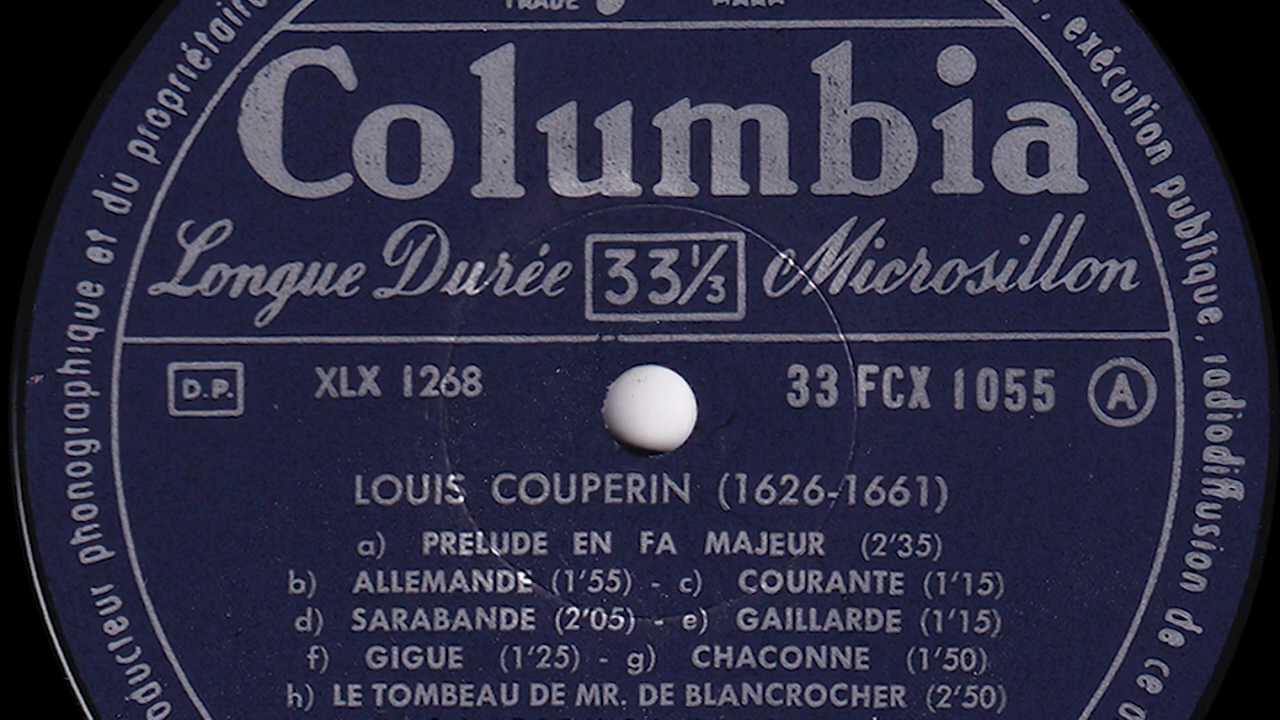 TRADE MARK
Columbia
Longue Durée 33⅓ Microsillon
D.P. XLX 1268 33 FCX 1055 A
LOUIS COUPERIN (1626-1661)
a) PRELUDE EN FA MAJEUR (2'35)
b) ALLEMANDE (1'55) - c) COURANTE (1'15)
d) SARABANDE (2'05) - e) GAILLARDE (1'15)
f) GIGUE (1'25) - g) CHACONNE (1'50)
h) LE TOMBEAU DE MR. DE BLANCROCHER (2'50)
phonographique et du propriétaire
exécution publique, radiodiffusion de ce